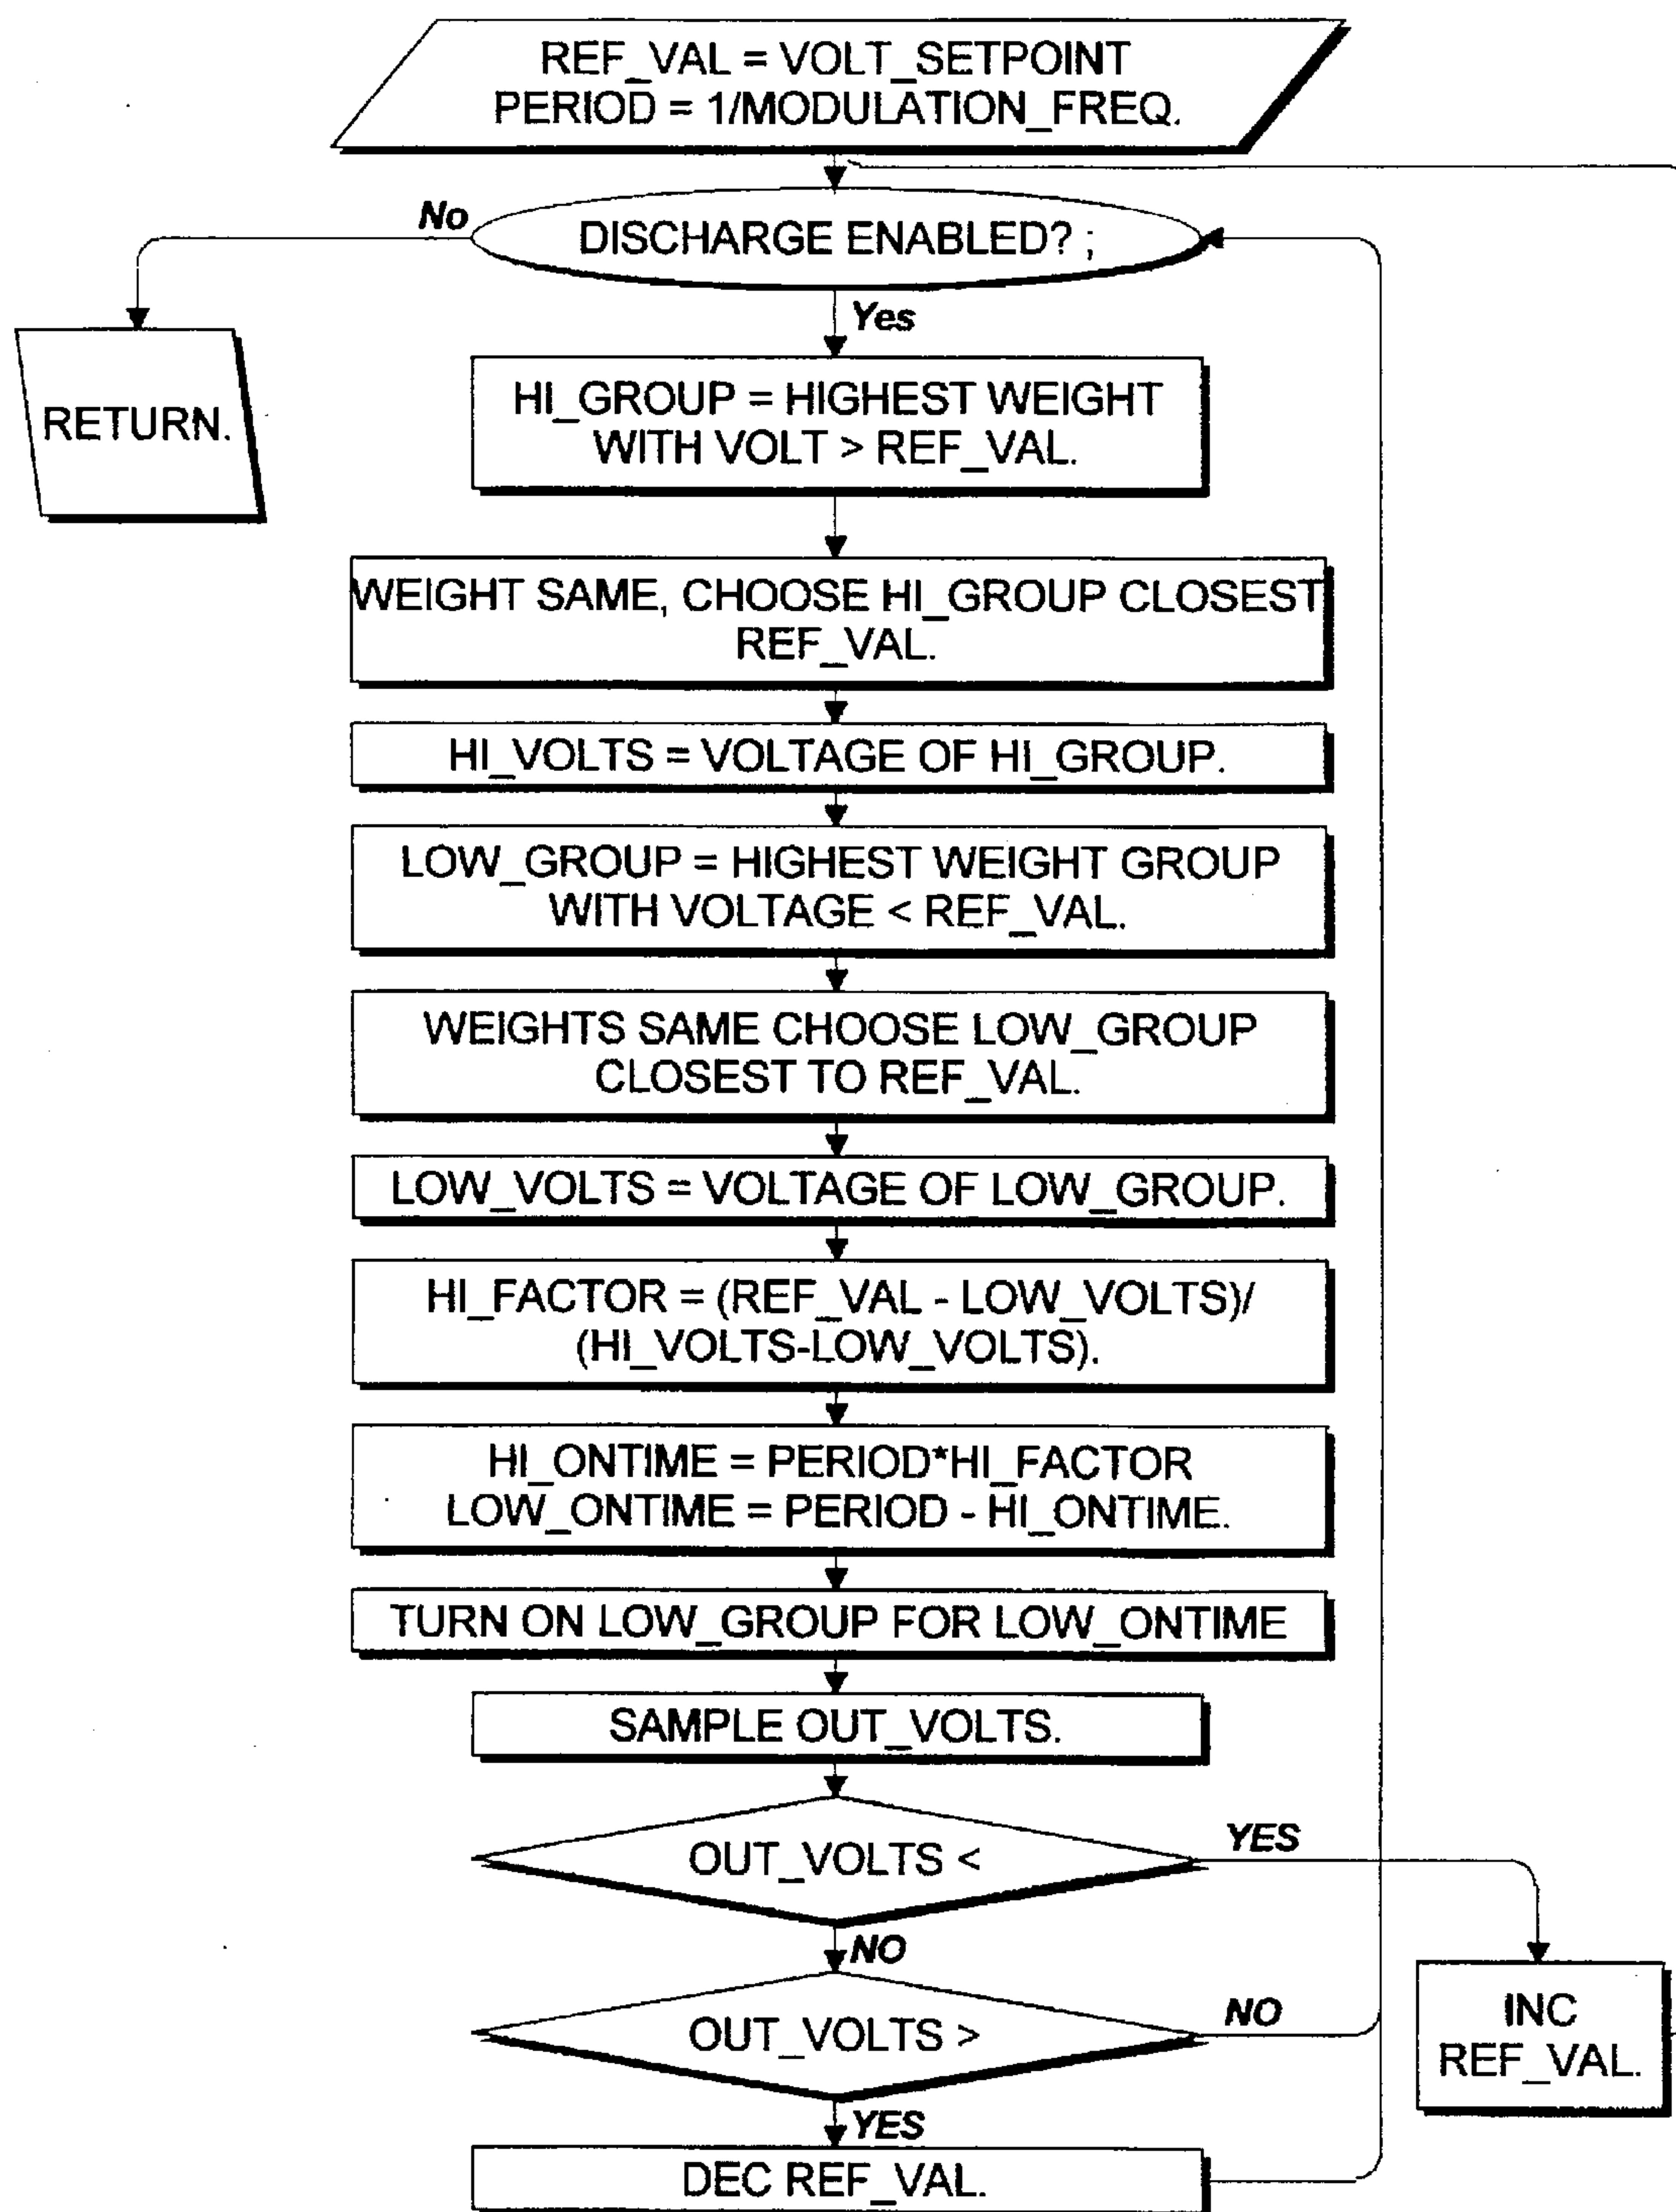 REF_VAL = VOLT_SETPOINT
PERIOD = 1/MODULATION_FREQ.
No
DISCHARGE ENABLED? ;
Yes
RETURN.
HI_GROUP = HIGHEST WEIGHT
WITH VOLT > REF_VAL.
WEIGHT SAME, CHOOSE HI_GROUP CLOSEST
REF_VAL.
HI_VOLTS = VOLTAGE OF HI_GROUP.
LOW_GROUP = HIGHEST WEIGHT GROUP
WITH VOLTAGE < REF_VAL.
WEIGHTS SAME CHOOSE LOW_GROUP
CLOSEST TO REF_VAL.
LOW_VOLTS = VOLTAGE OF LOW_GROUP.
HI_FACTOR = (REF_VAL - LOW_VOLTS)/
(HI_VOLTS-LOW_VOLTS).
HI_ONTIME = PERIOD*HI_FACTOR
LOW_ONTIME = PERIOD - HI_ONTIME.
TURN ON LOW_GROUP FOR LOW_ONTIME
SAMPLE OUT_VOLTS.
OUT_VOLTS <
YES
NO
OUT_VOLTS >
NO
INC
REF_VAL.
YES
DEC REF_VAL.